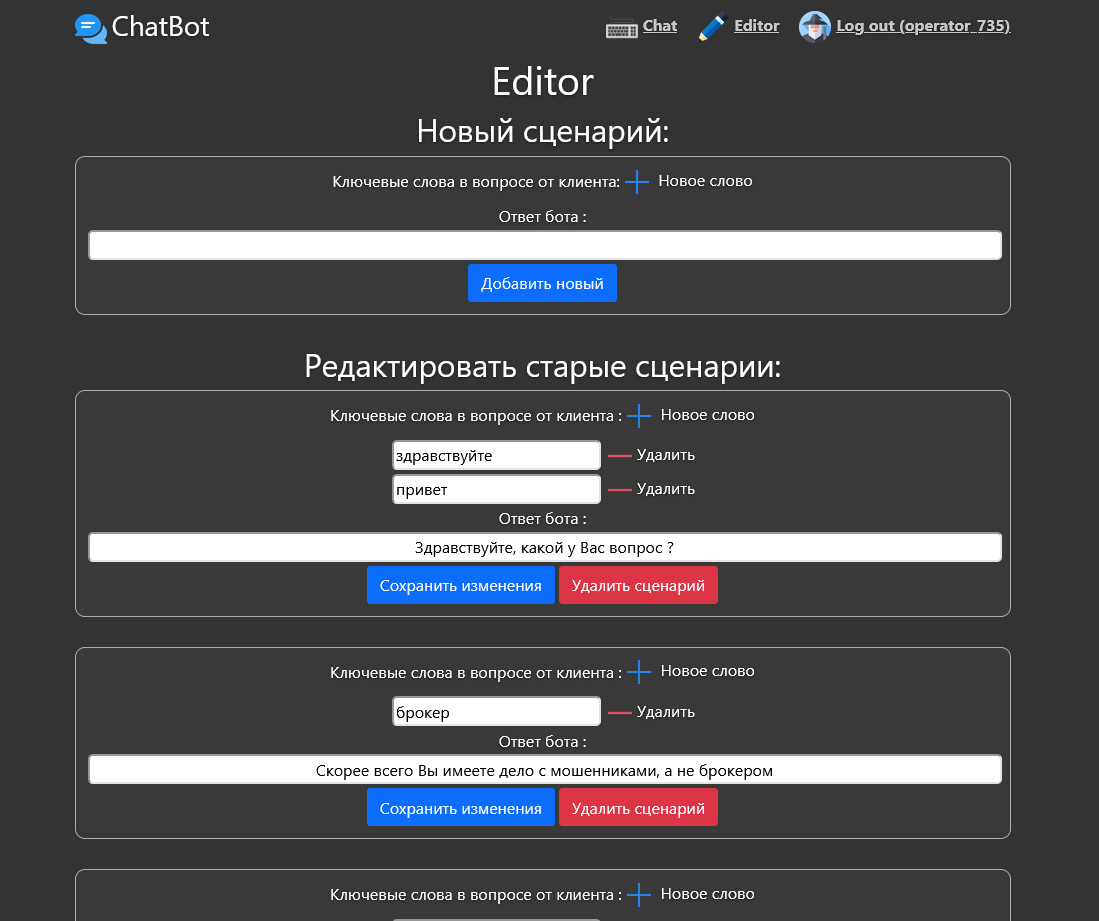 ChatBot Chat Editor Log out (operator_735)
Editor
Новый сценарий:
Ключевые слова в вопросе от клиента: Новое слово
Ответ бота :
Добавить новый
Редактировать старые сценарии:
Ключевые слова в вопросе от клиента : Новое слово
здравствуйте Удалить
привет Удалить
Ответ бота :
Здравствуйте, какой у Вас вопрос ?
Сохранить изменения Удалить сценарий
Ключевые слова в вопросе от клиента : Новое слово
брокер Удалить
Ответ бота :
Скорее всего Вы имеете дело с мошенниками, а не брокером
Сохранить изменения Удалить сценарий
Ключевые слова в вопросе от клиента : Новое слово